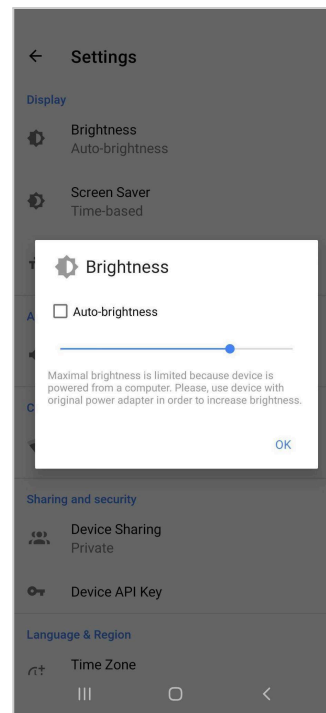 Settings
Display
Brightness
Auto-brightness
Screen Saver
Time-based
Brightness
Auto-brightness
Maximal brightness is limited because device is
powered from a computer. Please, use device with
original power adapter in order to increase brightness.
OK
Sharing and security
Device Sharing
Private
Device API Key
Language & Region
Time Zone